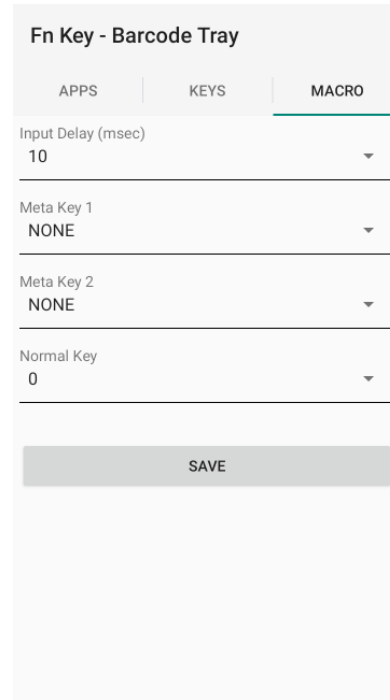 Fn Key - Barcode Tray
APPS KEYS MACRO
Input Delay (msec)
10
Meta Key 1
NONE
Meta Key 2
NONE
Normal Key
0
SAVE